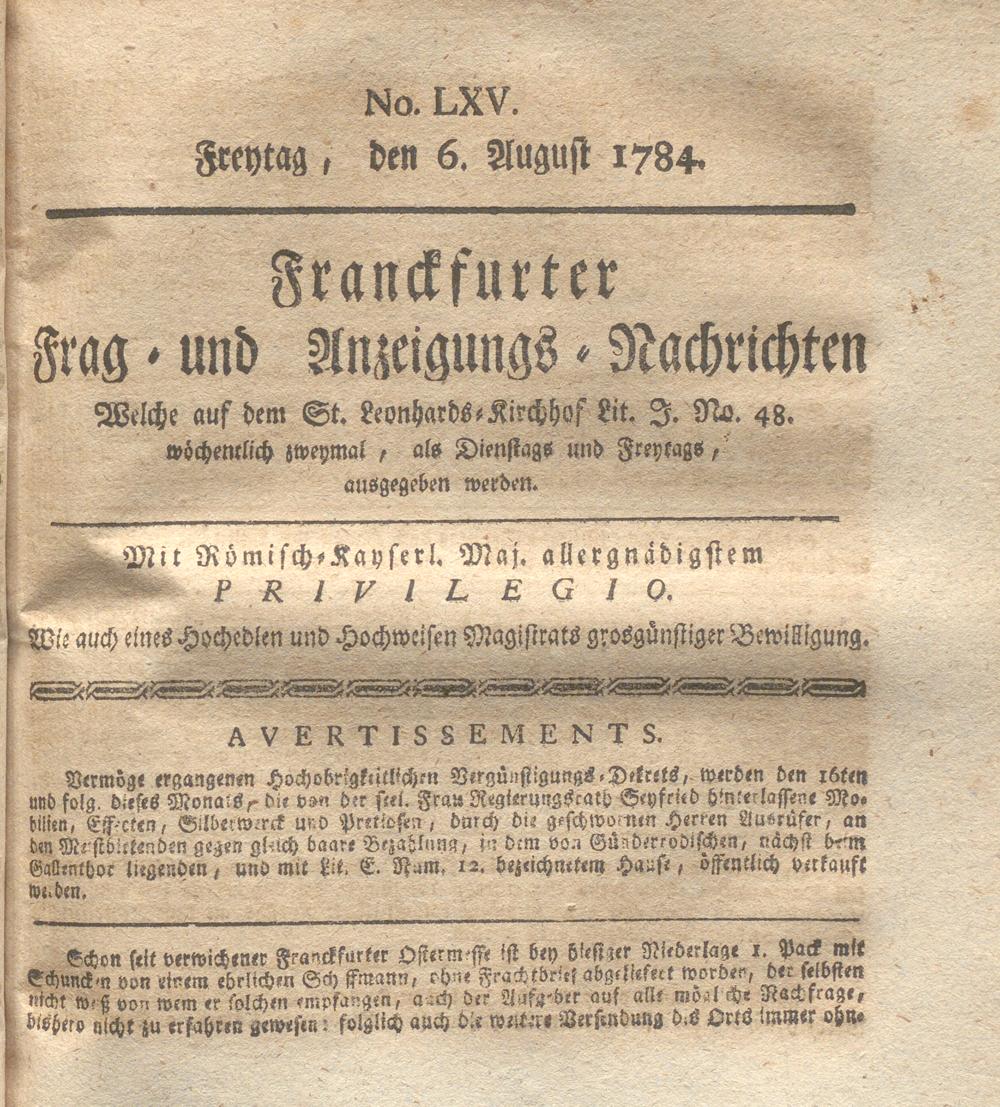 No. LXV.
Freytag, den 6. August 1784.
Franckfurter
Frag- und Anzeigungs-Nachrichten
Welche auf dem St. Leonhards-Kirchhof Lit. J. No. 48.
wöchentlich zweymal, als Dienstags und Freytags,
ausgegeben werden.
Mit Römisch-Kayserl. Maj. allergnädigstem
PRIVILEGIO.
Wie auch eines Hochedlen und Hochweisen Magistrats grosgünstiger Bewilligung.
AVERTISSEMENTS.
Vermöge ergangenen Hochobrigkeitlichen Vergünstigungs-Dekrets, werden den 16ten
und folg. dieses Monats, die von der seel. Frau Regierungsrath Seyfried hinterlassene Mo-
bilien, Effecten, Silberwerck und Pretiosen, durch die geschwornen Herren Ausrüfer, an
den Meistbietenden gegen gleich baare Bezahlung, in dem von Günderrodischen, nächst beim
Gallenthor liegenden, und mit Lit. E. Num. 12. bezeichnetem Hause, öffentlich verkauft
werden.
Schon seit verwichener Franckfurter Ostermesse ist bey hiesiger Niederlage 1. Pack mit
Schuncken von einem ehrlichen Schiffmann, ohne Frachtbrief abgeliefert worden, der selbsten
nicht weiß von wem er solchen empfangen, auch der Aufgeber auf alle mögliche Nachfrage,
bishero nicht zu erfahren gewesen: folglich auch die weitere Versendung des Orts immer ohne